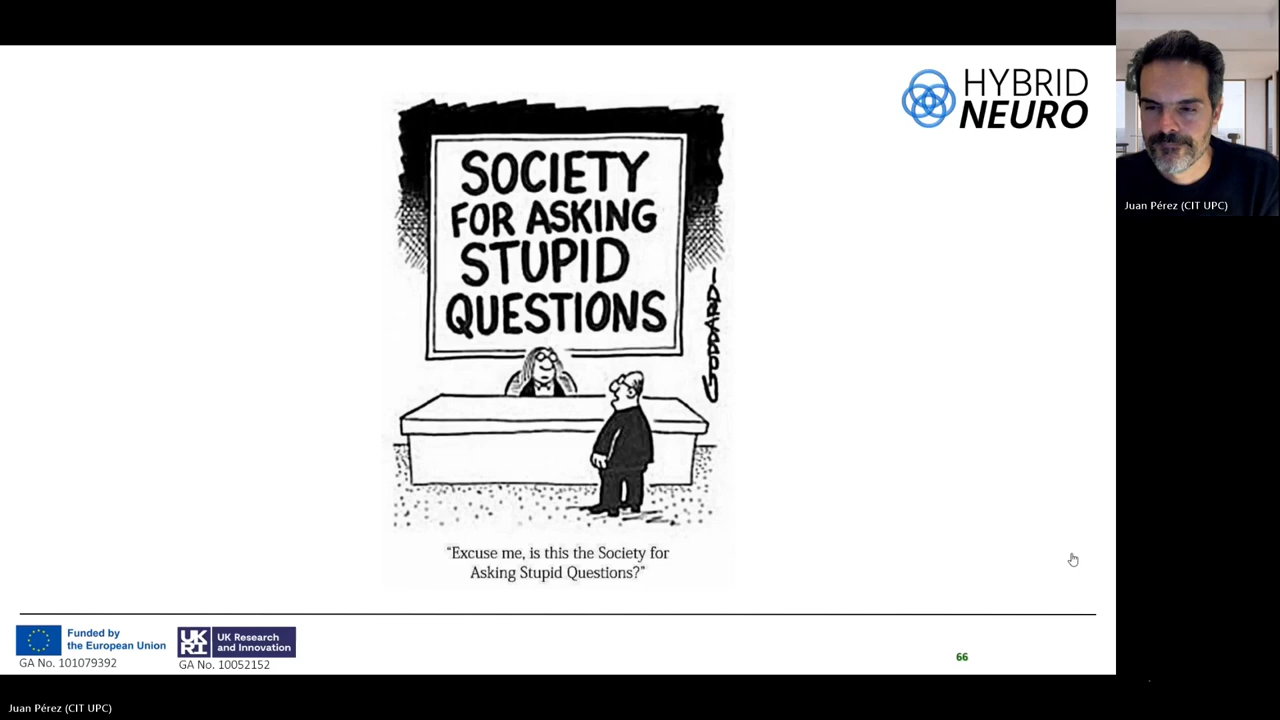 HYBRID
NEURO
SOCIETY
FOR ASKING
STUPID
QUESTIONS
GODDARD
"Excuse me, is this the Society for
Asking Stupid Questions?"
Funded by
the European Union
GA No. 101079392
UK
RI
UK Research
and Innovation
GA No. 10052152
66
Juan Pérez (CIT UPC)
Juan Pérez (CIT UPC)